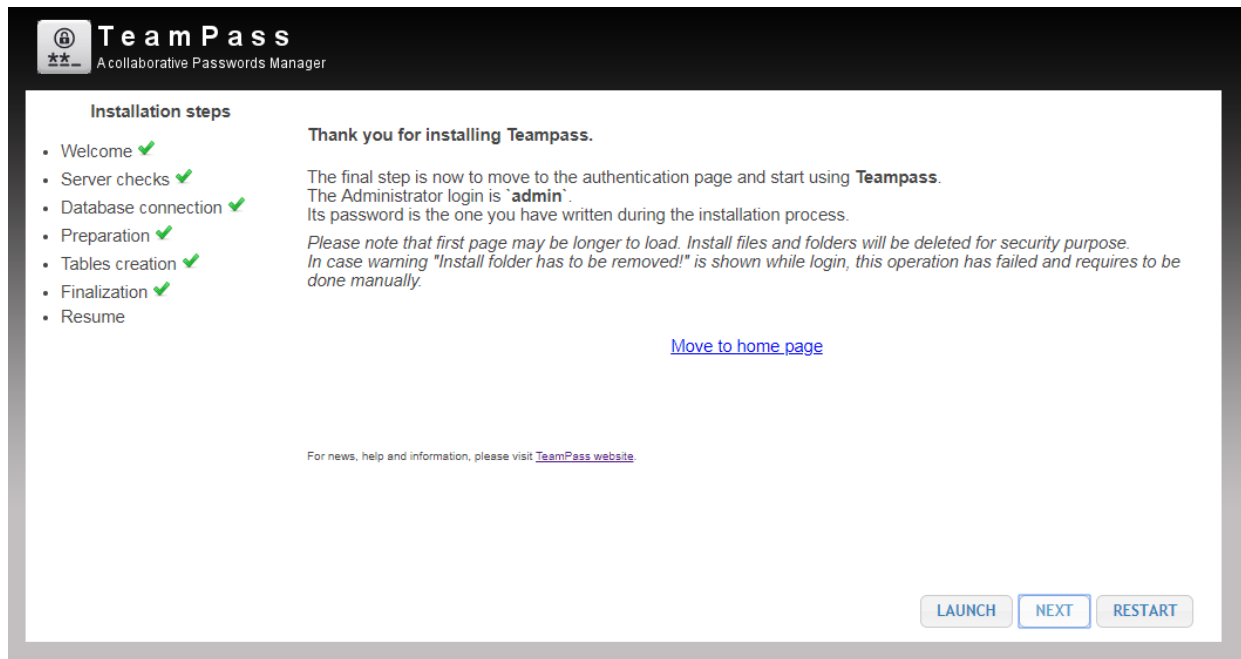 TeamPass
A collaborative Passwords Manager
Installation steps
Welcome
Server checks
Database connection
Preparation
Tables creation
Finalization
Resume
Thank you for installing Teampass.
The final step is now to move to the authentication page and start using Teampass.
The Administrator login is `admin`.
Its password is the one you have written during the installation process.
Please note that first page may be longer to load. Install files and folders will be deleted for security purpose.
In case warning "Install folder has to be removed!" is shown while login, this operation has failed and requires to be
done manually.
Move to home page
For news, help and information, please visit TeamPass website.
LAUNCH NEXT RESTART